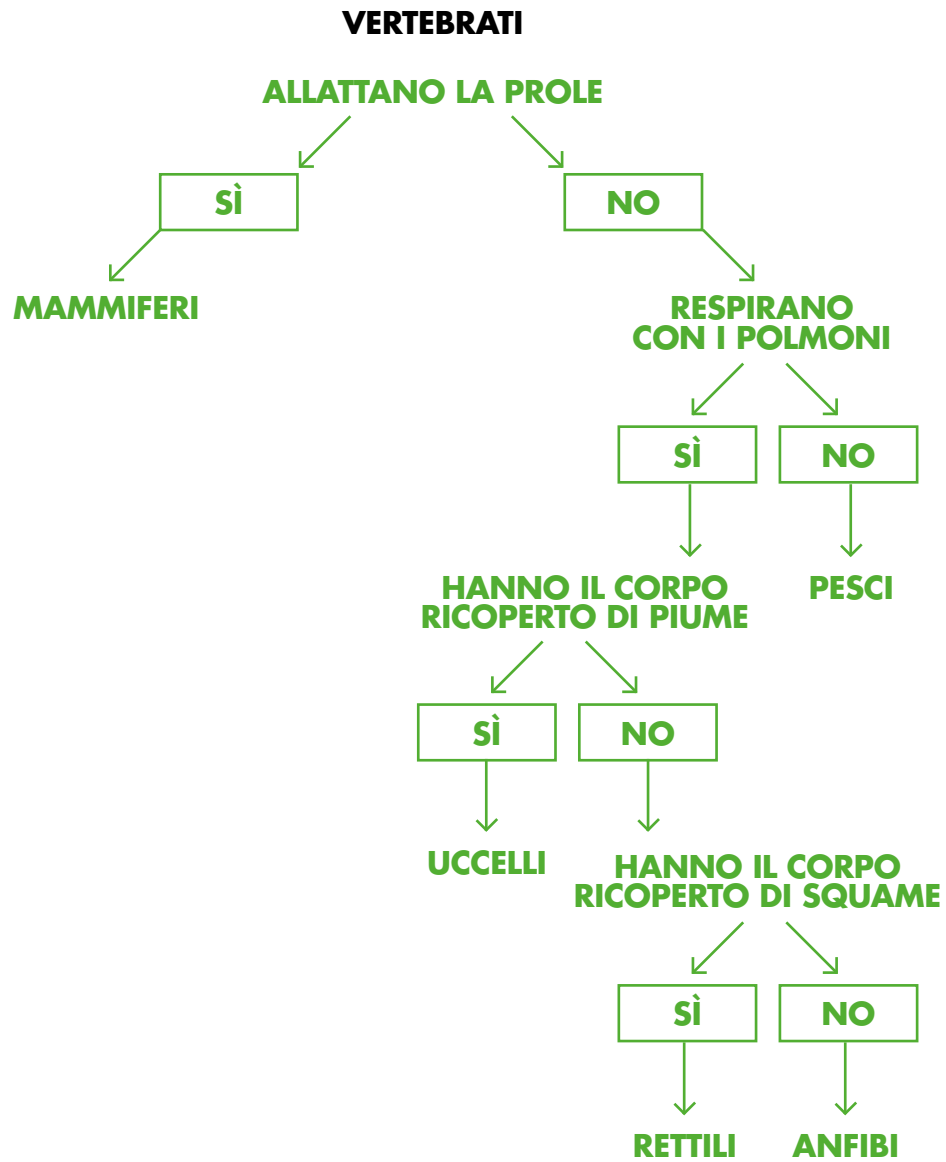 VERTEBRATI
ALLATTANO LA PROLE
SÌ
NO
MAMMIFERI
RESPIRANO
CON I POLMONI
SÌ
NO
HANNO IL CORPO
RICOPERTO DI PIUME
PESCI
SÌ
NO
UCCELLI
HANNO IL CORPO
RICOPERTO DI SQUAME
SÌ
NO
RETTILI
ANFIBI